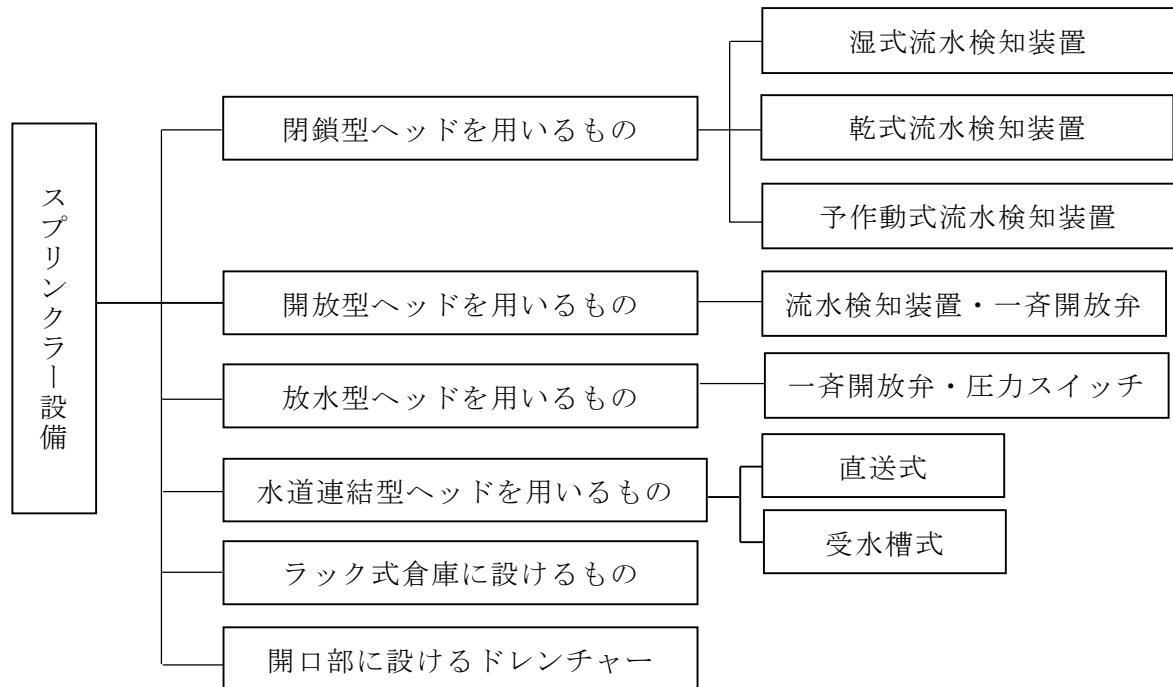 スプリンクラー設備
閉鎖型ヘッドを用いるもの
湿式流水検知装置
乾式流水検知装置
予作動式流水検知装置
開放型ヘッドを用いるもの
流水検知装置・一斉開放弁
放水型ヘッドを用いるもの
一斉開放弁・圧力スイッチ
水道連結型ヘッドを用いるもの
直送式
受水槽式
ラック式倉庫に設けるもの
開口部に設けるドレンチャー